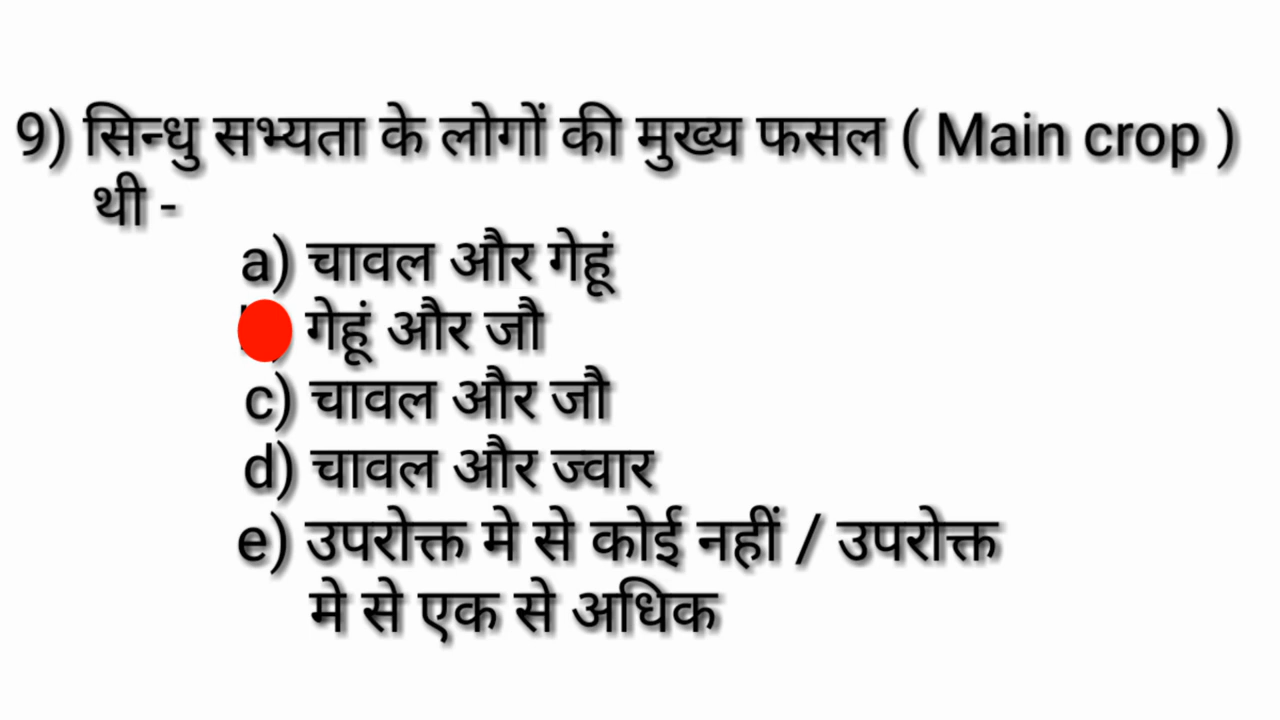 9) सिन्धु सभ्यता के लोगों की मुख्य फसल ( Main crop )
थी -
a) चावल और गेहूं
गेहूं और जौ
c) चावल और जौ
d) चावल और ज्वार
e) उपरोक्त मे से कोई नहीं / उपरोक्त
मे से एक से अधिक